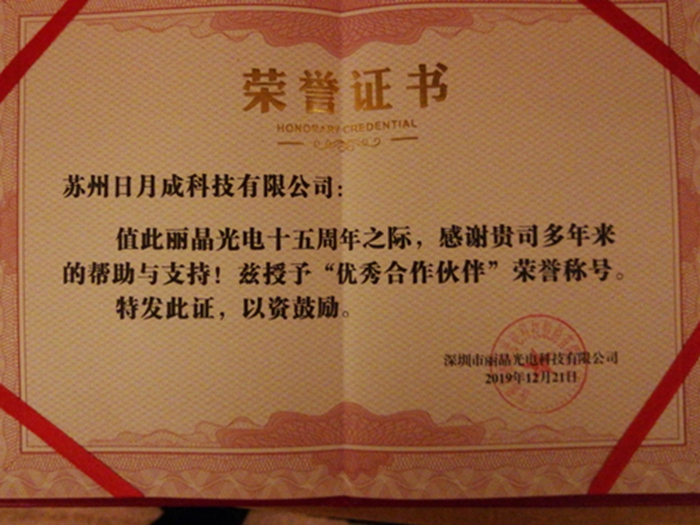 荣誉证书
HONORARY CREDENTIAL
苏州日月成科技有限公司：
值此丽晶光电十五周年之际，感谢贵司多年来
的帮助与支持！兹授予“优秀合作伙伴”荣誉称号。
特发此证，以资鼓励。
深圳市丽晶光电科技有限公司
2019年12月21日